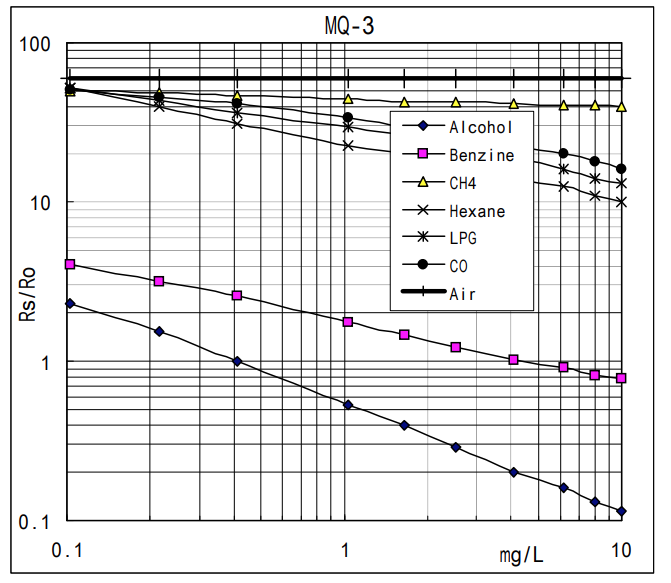 MQ-3
100
10
1
0.1
Rs/Ro
Alcohol
Benzine
CH4
Hexane
LPG
CO
Air
0.1
1
10
mg/L